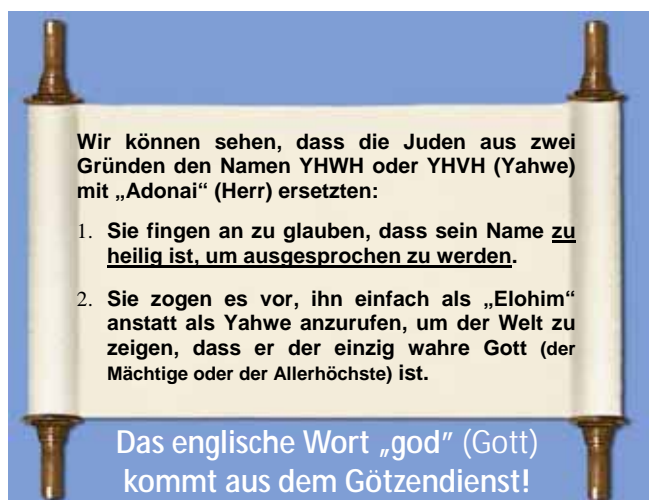 Wir können sehen, dass die Juden aus zwei
Gründen den Namen YHWH oder YHVH (Yahwe)
mit „Adonai" (Herr) ersetzten:
1. Sie fingen an zu glauben, dass sein Name zu
heilig ist, um ausgesprochen zu werden.
2. Sie zogen es vor, ihn einfach als „Elohim"
anstatt als Yahwe anzurufen, um der Welt zu
zeigen, dass er der einzig wahre Gott (der
Mächtige oder der Allerhöchste) ist.
Das englische Wort „god" (Gott)
kommt aus dem Götzendienst!